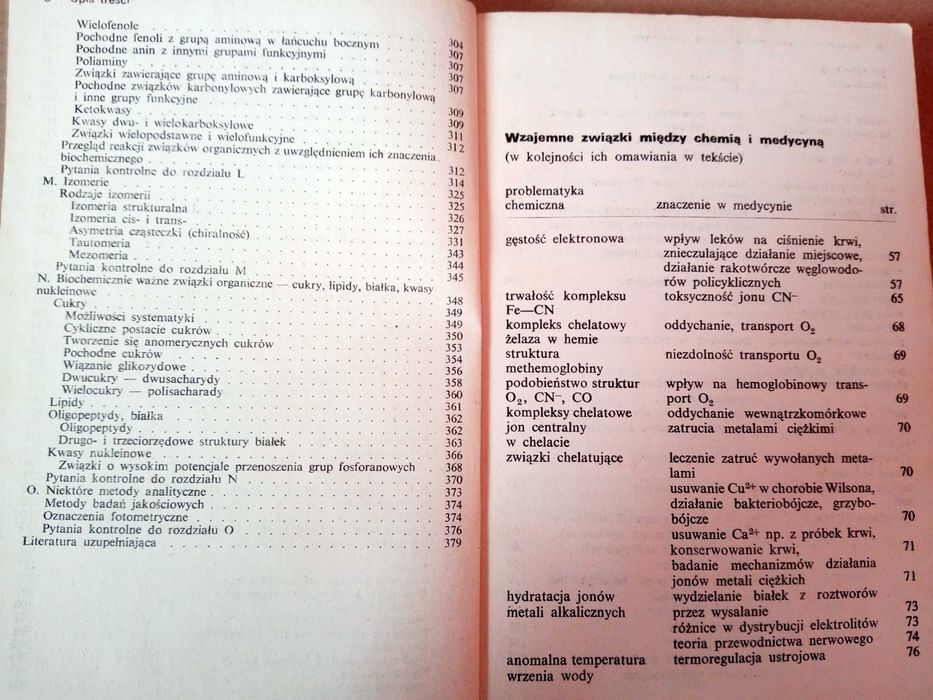 Opis treści
Wielofenole
Pochodne fenoli z grupą aminową w łańcuchu bocznym 304
Pochodne anin z innymi grupami funkcyjnymi 307
Poliaminy 307
Związki zawierające grupę aminową i karboksylową 307
Pochodne związków karbonylowych zawierające grupę karbonylową 307
i inne grupy funkcyjne
Ketokwasy 309
Kwasy dwu- i wielokarboksylowe 309
Związki wielopodstawne i wielofunkcyjne 311
Przegląd reakcji związków organicznych z uwzględnieniem ich znaczenia 312
biochemicznego
Pytania kontrolne do rozdziału L 312
M. Izomerie 314
Rodzaje izomerii 325
Izomeria strukturalna 325
Izomeria cis- i trans- 326
Asymetria cząsteczki (chiralność) 327
Tautomeria 331
Mezomeria 343
Pytania kontrolne do rozdziału M 344
N. Biochemicznie ważne związki organiczne — cukry, lipidy, białka, kwasy 345
nukleinowe 348
Cukry 349
Możliwości systematyki 349
Cykliczne postacie cukrów 350
Tworzenie się anomerycznych cukrów 353
Pochodne cukrów 354
Wiązanie glikozydowe 356
Dwucukry — dwusacharydy 358
Wielocukry — polisacharady 360
Lipidy 361
Oligopeptydy, białka 362
Oligopeptydy 362
Drugo- i trzeciorzędowe struktury białek 363
Kwasy nukleinowe 366
Związki o wysokim potencjale przenoszenia grup fosforanowych 368
Pytania kontrolne do rozdziału N 370
O. Niektóre metody analityczne 373
Metody badań jakościowych 374
Oznaczenia fotometryczne 374
Pytania kontrolne do rozdziału O 376
Literatura uzupełniająca 379
Wzajemne związki między chemią i medycyną
(w kolejności ich omawiania w tekście)
problematyka
chemiczna znaczenie w medycynie str.
gęstość elektronowa wpływ leków na ciśnienie krwi,
znieczulające działanie miejscowe, 57
działanie rakotwórcze węglowodo-
rów policyklicznych 57
trwałość kompleksu toksyczność jonu CN⁻ 65
Fe—CN
kompleks chelatowy oddychanie, transport O₂ 68
żelaza w hemie
struktura niezdolność transportu O₂ 69
methemoglobiny
podobieństwo struktur wpływ na hemoglobinowy trans-
O₂, CN⁻, CO port O₂ 69
kompleksy chelatowe oddychanie wewnątrzkomórkowe
jon centralny zatrucia metalami ciężkimi 70
w chelacie
związki chelatujące leczenie zatruć wywołanych meta-
lami 70
usuwanie Cu²⁺ w chorobie Wilsona,
działanie bakteriobójcze, grzybo-
bójcze 70
usuwanie Ca²⁺ np. z próbek krwi,
konserwowanie krwi, 71
badanie mechanizmów działania
jonów metali ciężkich 71
hydratacja jonów wydzielanie białek z roztworów
metali alkalicznych przez wysalanie 73
różnice w dystrybucji elektrolitów 73
teoria przewodnictwa nerwowego 74
anomalna temperatura termoregulacja ustrojowa 76
wrzenia wody